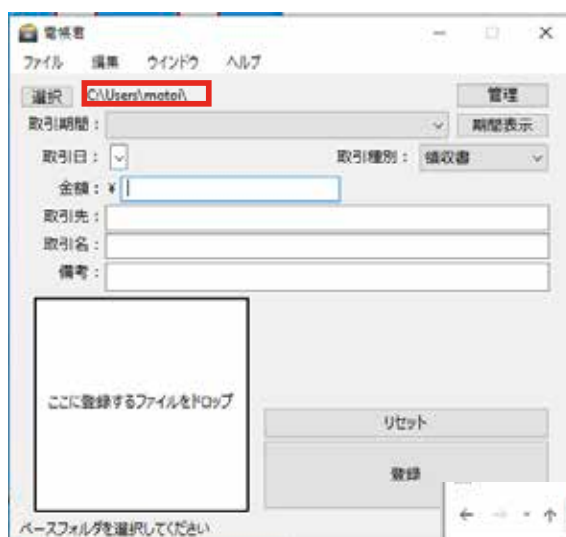 電帳君
ファイル 編集 ウインドウ ヘルプ
選択 C:\Users\motoi\ 管理
取引期間： 期間表示
取引日： 取引種別： 領収書
金額：¥
取引先：
取引名：
備考：
ここに登録するファイルをドロップ
リセット
登録
ベースフォルダを選択してください